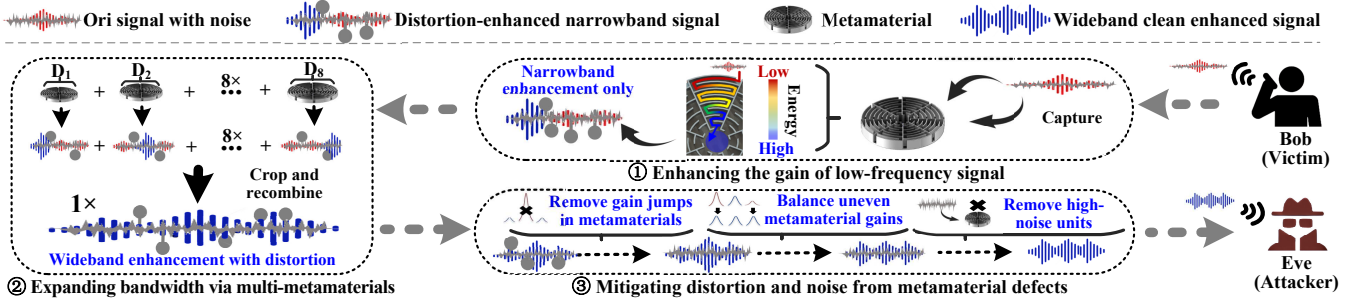 Ori signal with noise
Distortion-enhanced narrowband signal
Metamaterial
Wideband clean enhanced signal
D1 + D2 + 8× ... + D8
+ + 8× ... +
Crop and
recombine
1×
Wideband enhancement with distortion
② Expanding bandwidth via multi-metamaterials
Narrowband
enhancement only
Low
Energy
High
Capture
① Enhancing the gain of low-frequency signal
Bob
(Victim)
Remove gain jumps
in metamaterials
Balance uneven
metamaterial gains
Remove high-
noise units
③ Mitigating distortion and noise from metamaterial defects
Eve
(Attacker)